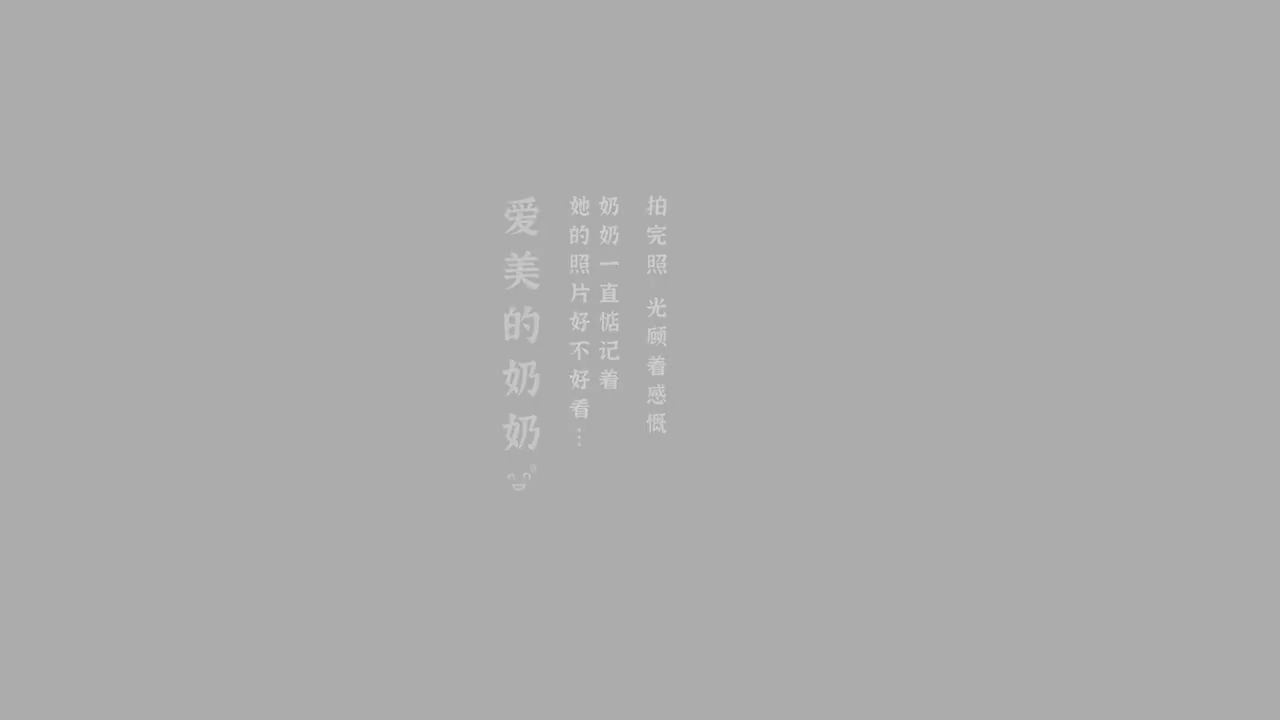 拍完照 光顾着感慨
奶奶一直惦记着
她的照片好不好看…
爱美的奶奶